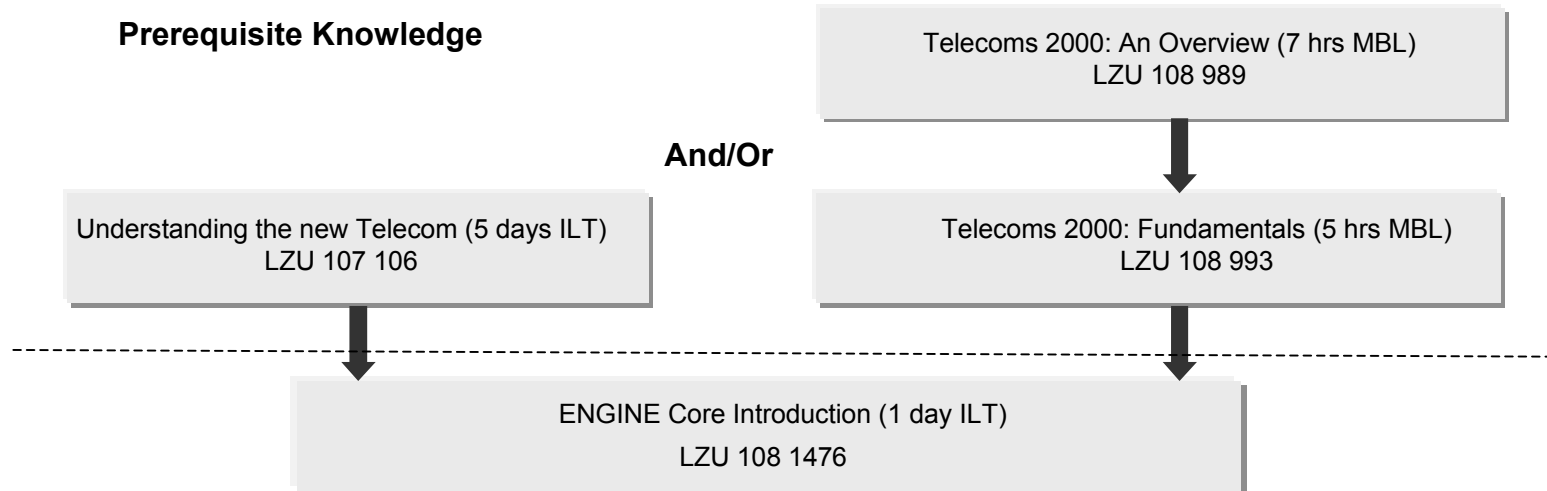 Prerequisite Knowledge
Telecoms 2000: An Overview (7 hrs MBL)
LZU 108 989
And/Or
Understanding the new Telecom (5 days ILT)
LZU 107 106
Telecoms 2000: Fundamentals (5 hrs MBL)
LZU 108 993
ENGINE Core Introduction (1 day ILT)
LZU 108 1476